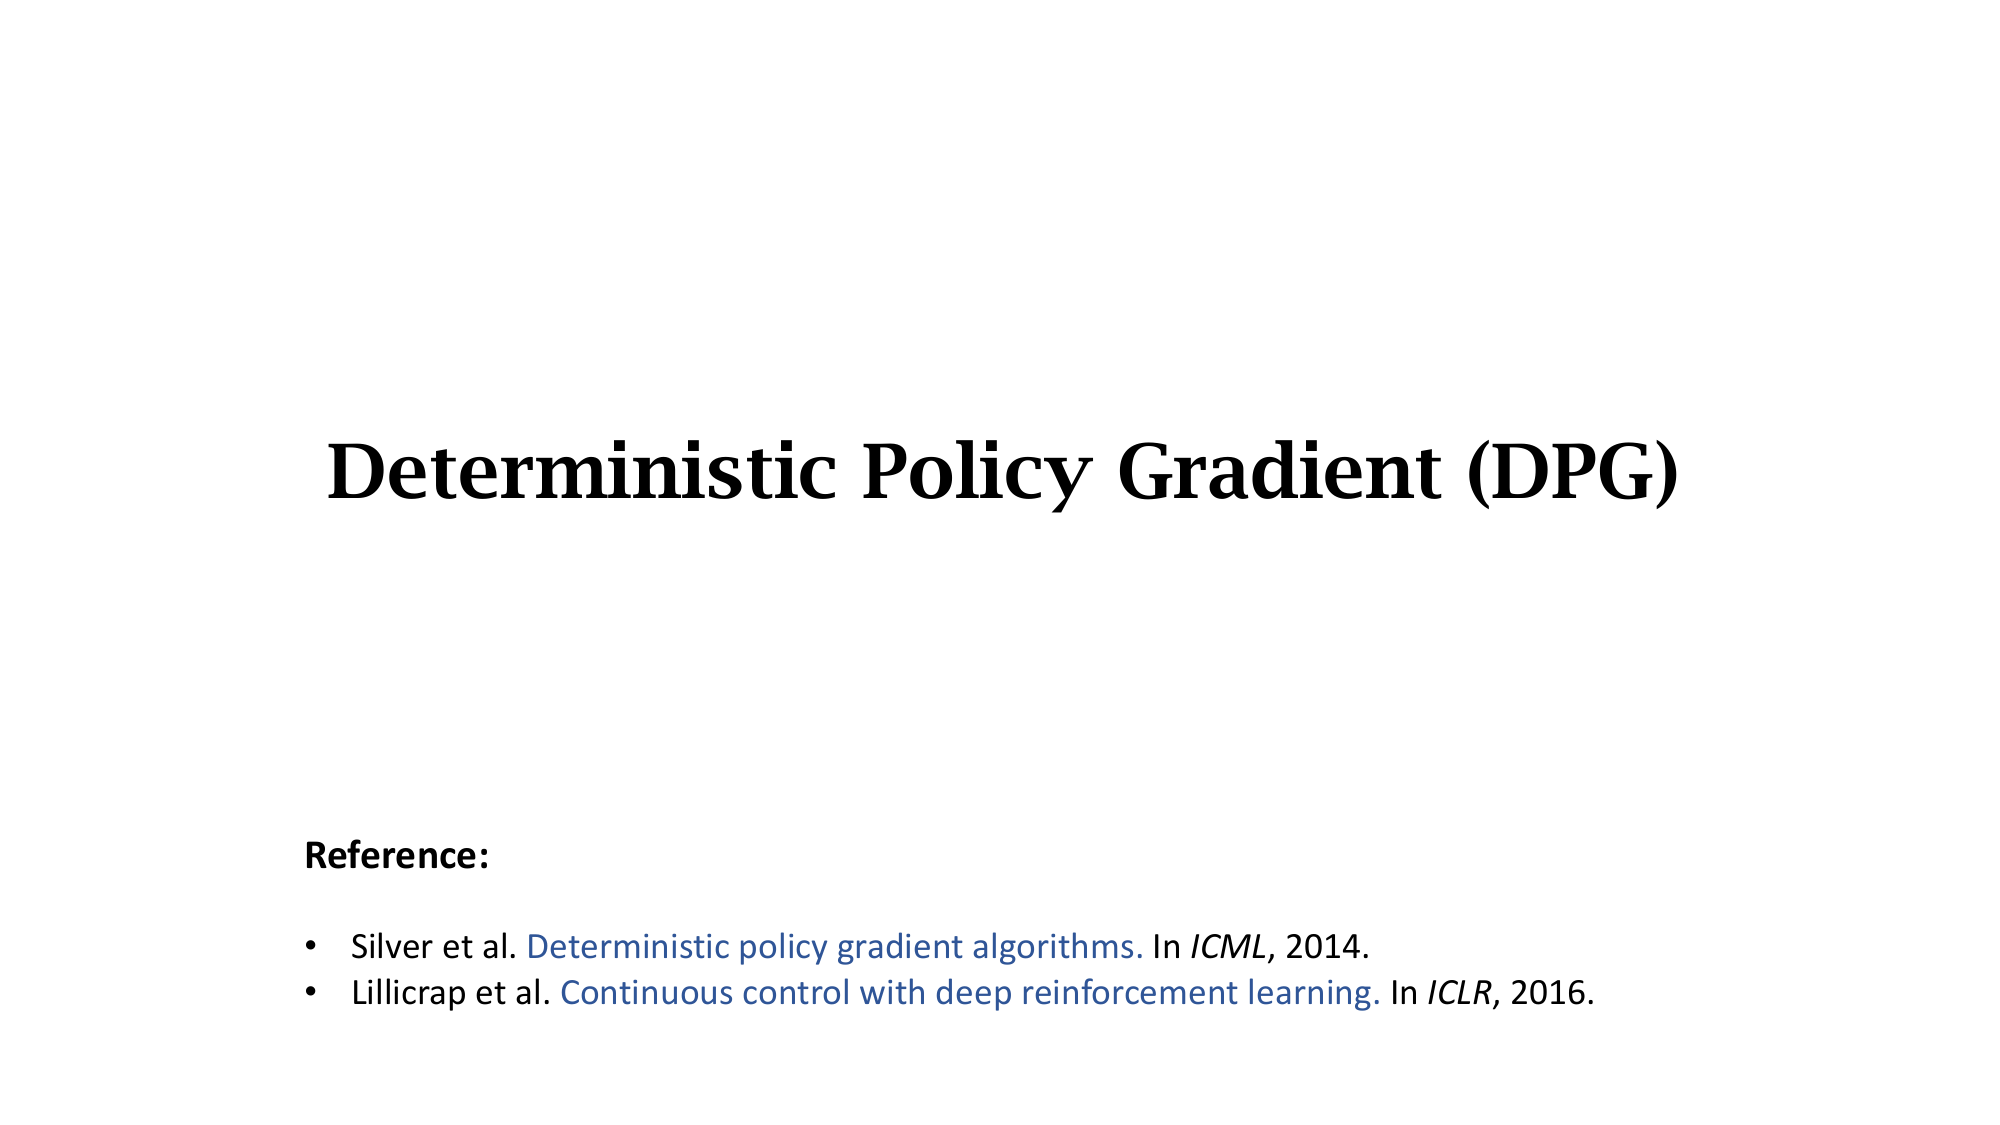 Deterministic Policy Gradient (DPG)
Reference:
• Silver et al. Deterministic policy gradient algorithms. In ICML, 2014.
• Lillicrap et al. Continuous control with deep reinforcement learning. In ICLR, 2016.